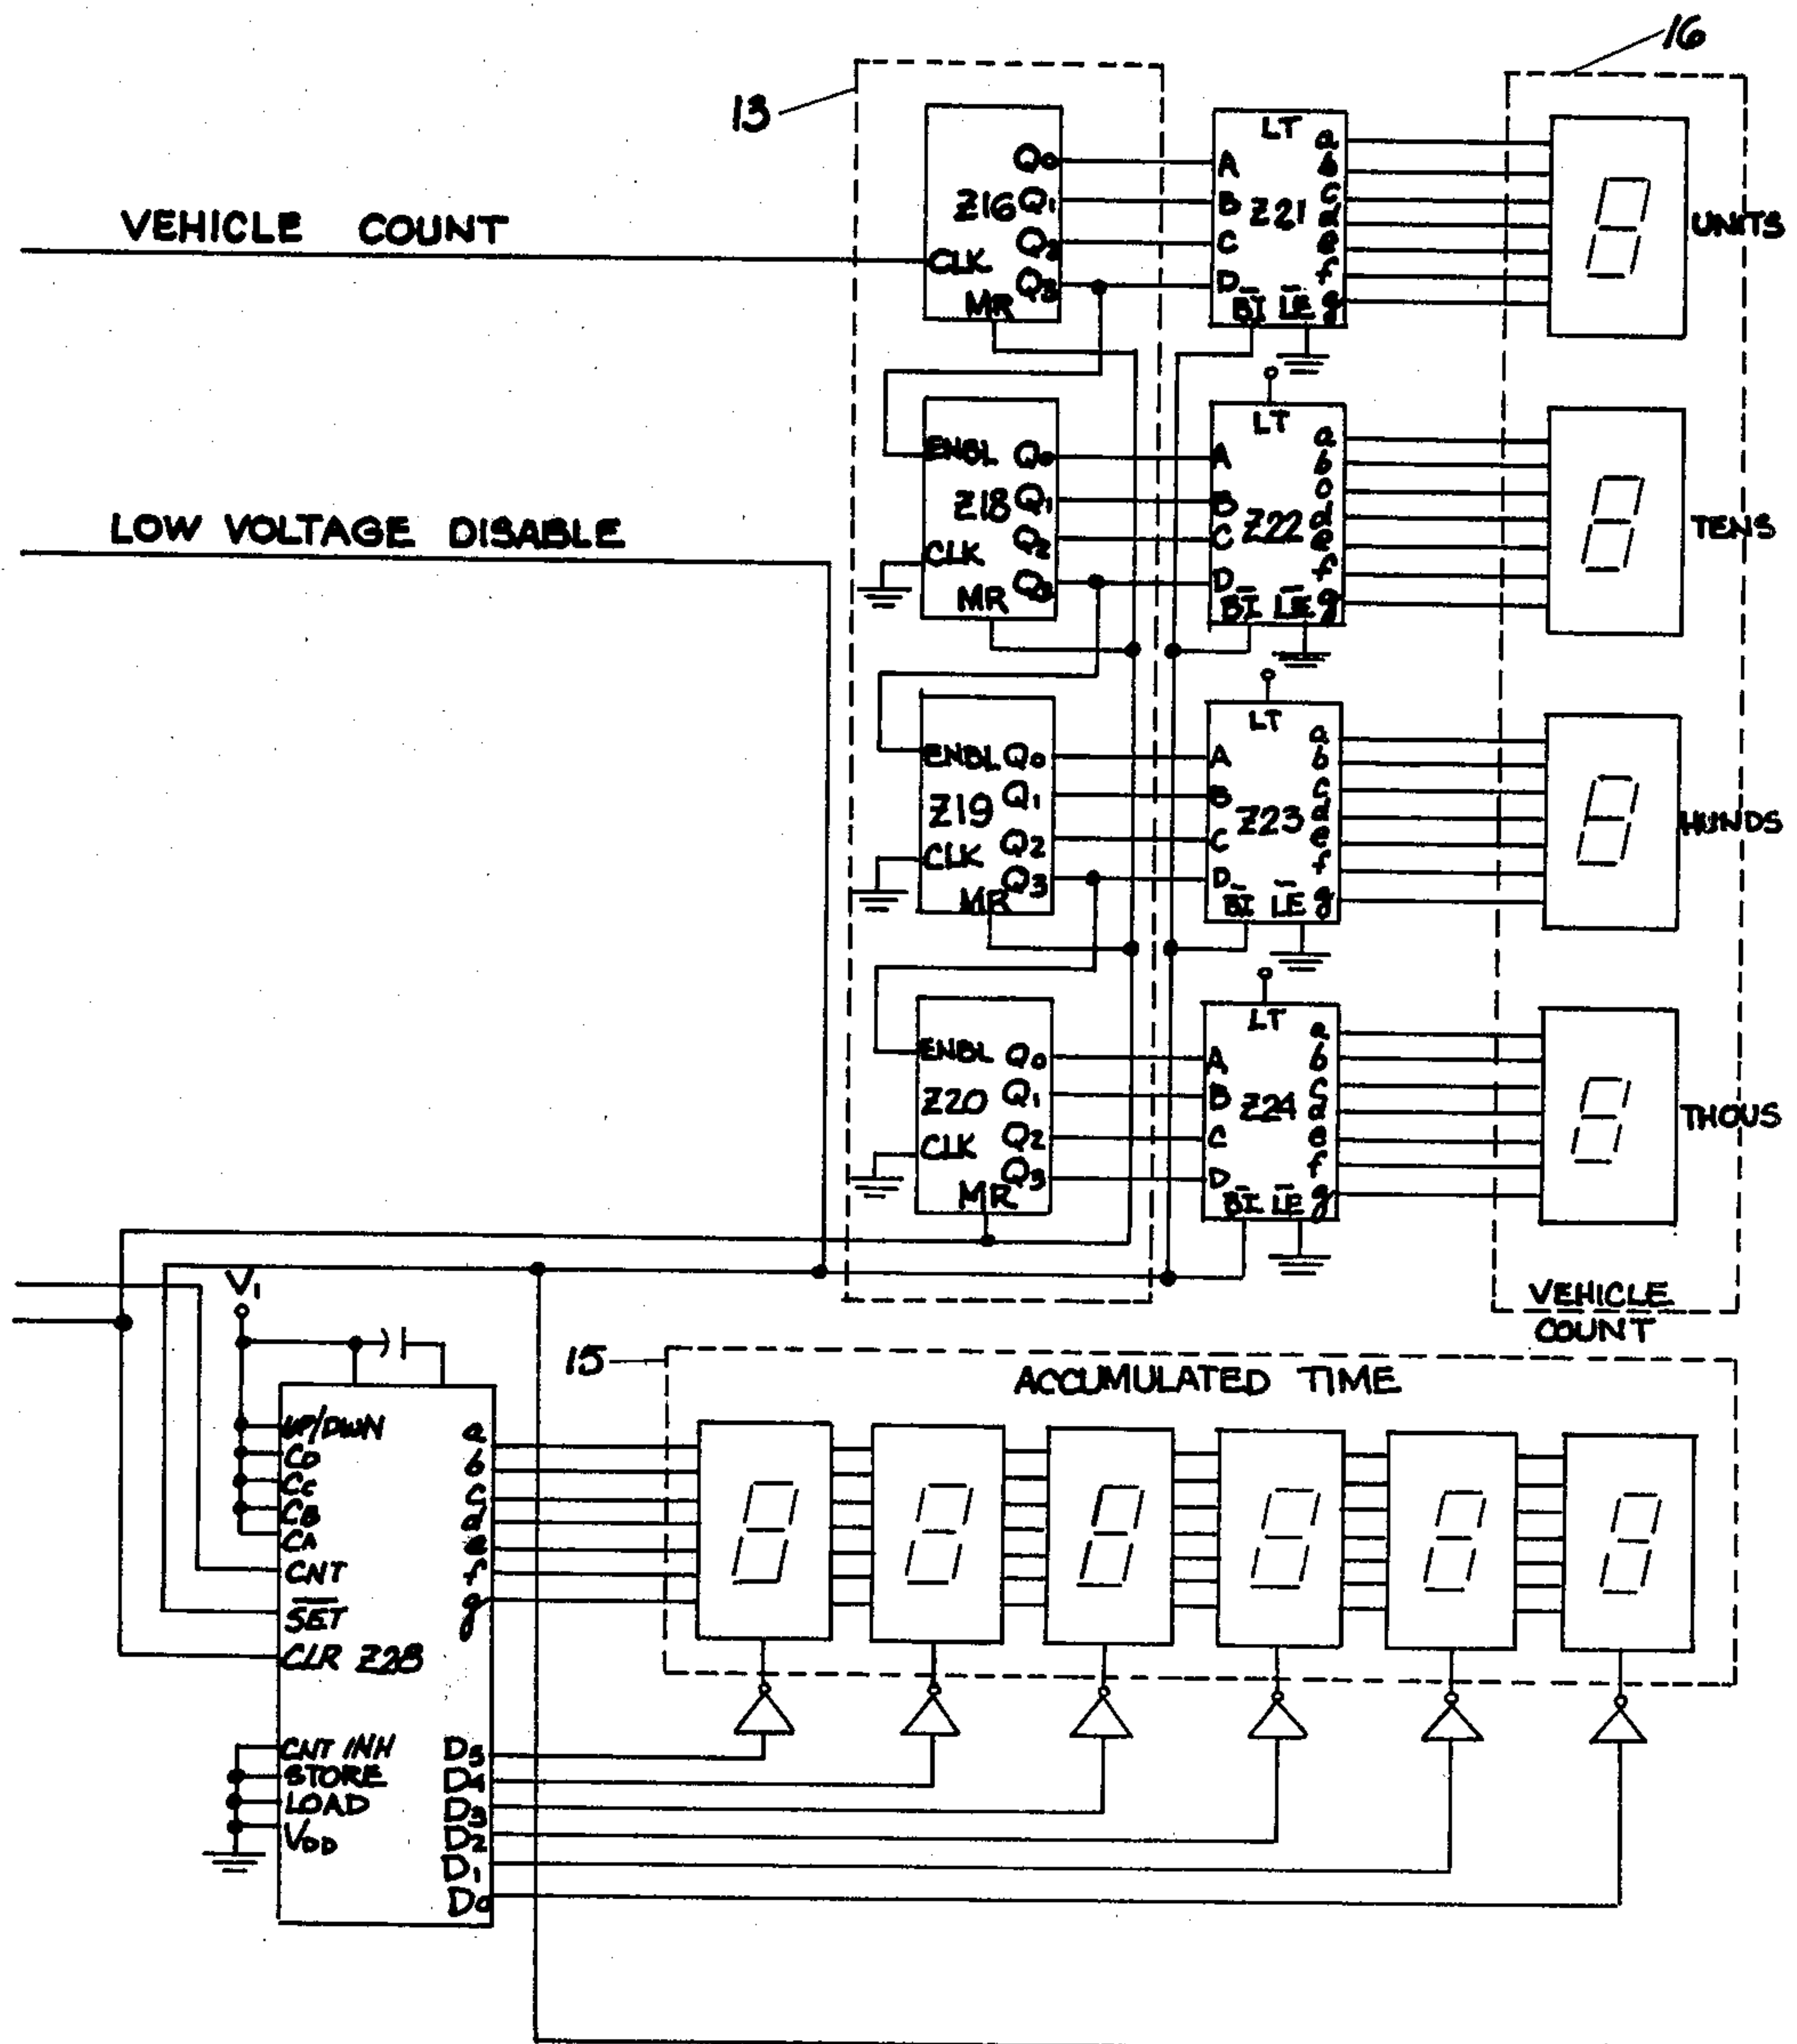 16
13
VEHICLE COUNT
CLK
Z16
Q0
Q1
Q2
Q3
MR
LT
A
B
C
D
Z21
BI LE
a
b
c
d
e
f
g
UNITS
LOW VOLTAGE DISABLE
ENBL
Z18
CLK
MR
Q0
Q1
Q2
Q3
LT
A
B
C
D
Z22
BI LE
a
b
c
d
e
f
g
TENS
ENBL
Z19
CLK
MR
Q0
Q1
Q2
Q3
LT
A
B
C
D
Z23
BI LE
a
b
c
d
e
f
g
HUNDS
ENBL
Z20
CLK
MR
Q0
Q1
Q2
Q3
LT
A
B
C
D
Z24
BI LE
a
b
c
d
e
f
g
THOUS
VEHICLE
COUNT
V1
15
ACCUMULATED TIME
UP/DWN
CD
CC
CB
CA
CNT
SET
CLR Z28
CNT INH
STORE
LOAD
VDD
a
b
c
d
e
f
g
D5
D4
D3
D2
D1
D0